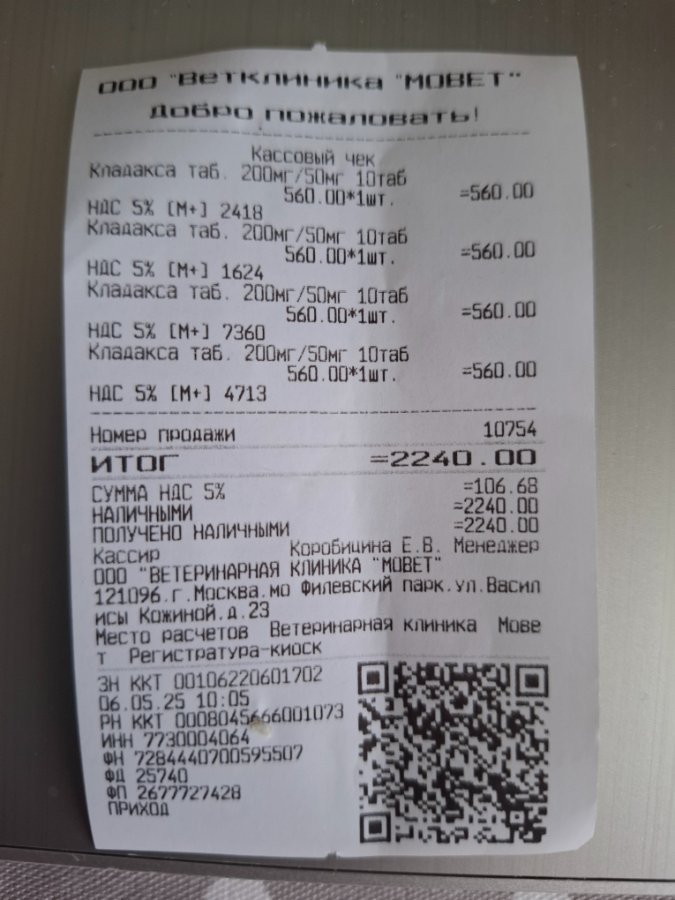 ООО "ВетКлиника "МОВЕТ"
Добро пожаловать!
Кассовый чек
Кладакса таб. 200мг/50мг 10таб
560.00*1шт. =560.00
НДС 5% [М+] 2418
Кладакса таб. 200мг/50мг 10таб
560.00*1шт. =560.00
НДС 5% [М+] 1624
Кладакса таб. 200мг/50мг 10таб
560.00*1шт. =560.00
НДС 5% [М+] 7360
Кладакса таб. 200мг/50мг 10таб
560.00*1шт. =560.00
НДС 5% [М+] 4713
Номер продажи 10754
ИТОГ =2240.00
СУММА НДС 5% =106.68
НАЛИЧНЫМИ =2240.00
ПОЛУЧЕНО НАЛИЧНЫМИ =2240.00
Кассир Коробицина Е.В. Менеджер
ООО "ВЕТЕРИНАРНАЯ КЛИНИКА "МОВЕТ"
121096.г.Москва.мо Филевский парк.ул.Васил
исы Кожиной.д.23
Место расчетов Ветеринарная клиника Мове
т Регистратура-киоск
ЗН ККТ 00106220601702
06.05.25 10:05
РН ККТ 0008045666001073
ИНН 7730004064
ФН 7284440700595507
ФД 25740
ФП 2677727428
ПРИХОД